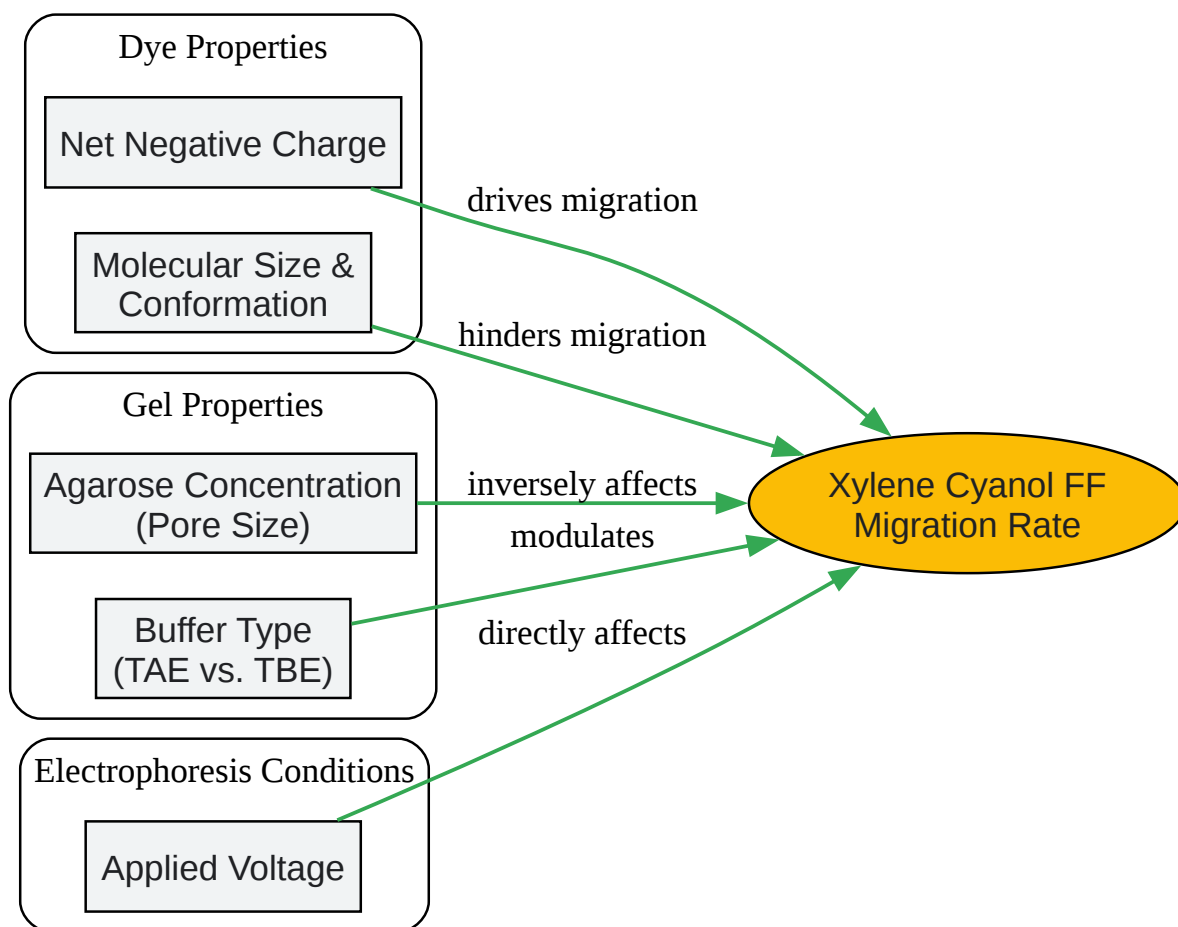 Dye Properties
Net Negative Charge
drives migration
Molecular Size &
Conformation
hinders migration
Gel Properties
Agarose Concentration
(Pore Size)
inversely affects
Xylene Cyanol FF
Migration Rate
modulates
Buffer Type
(TAE vs. TBE)
directly affects
Electrophoresis Conditions
Applied Voltage